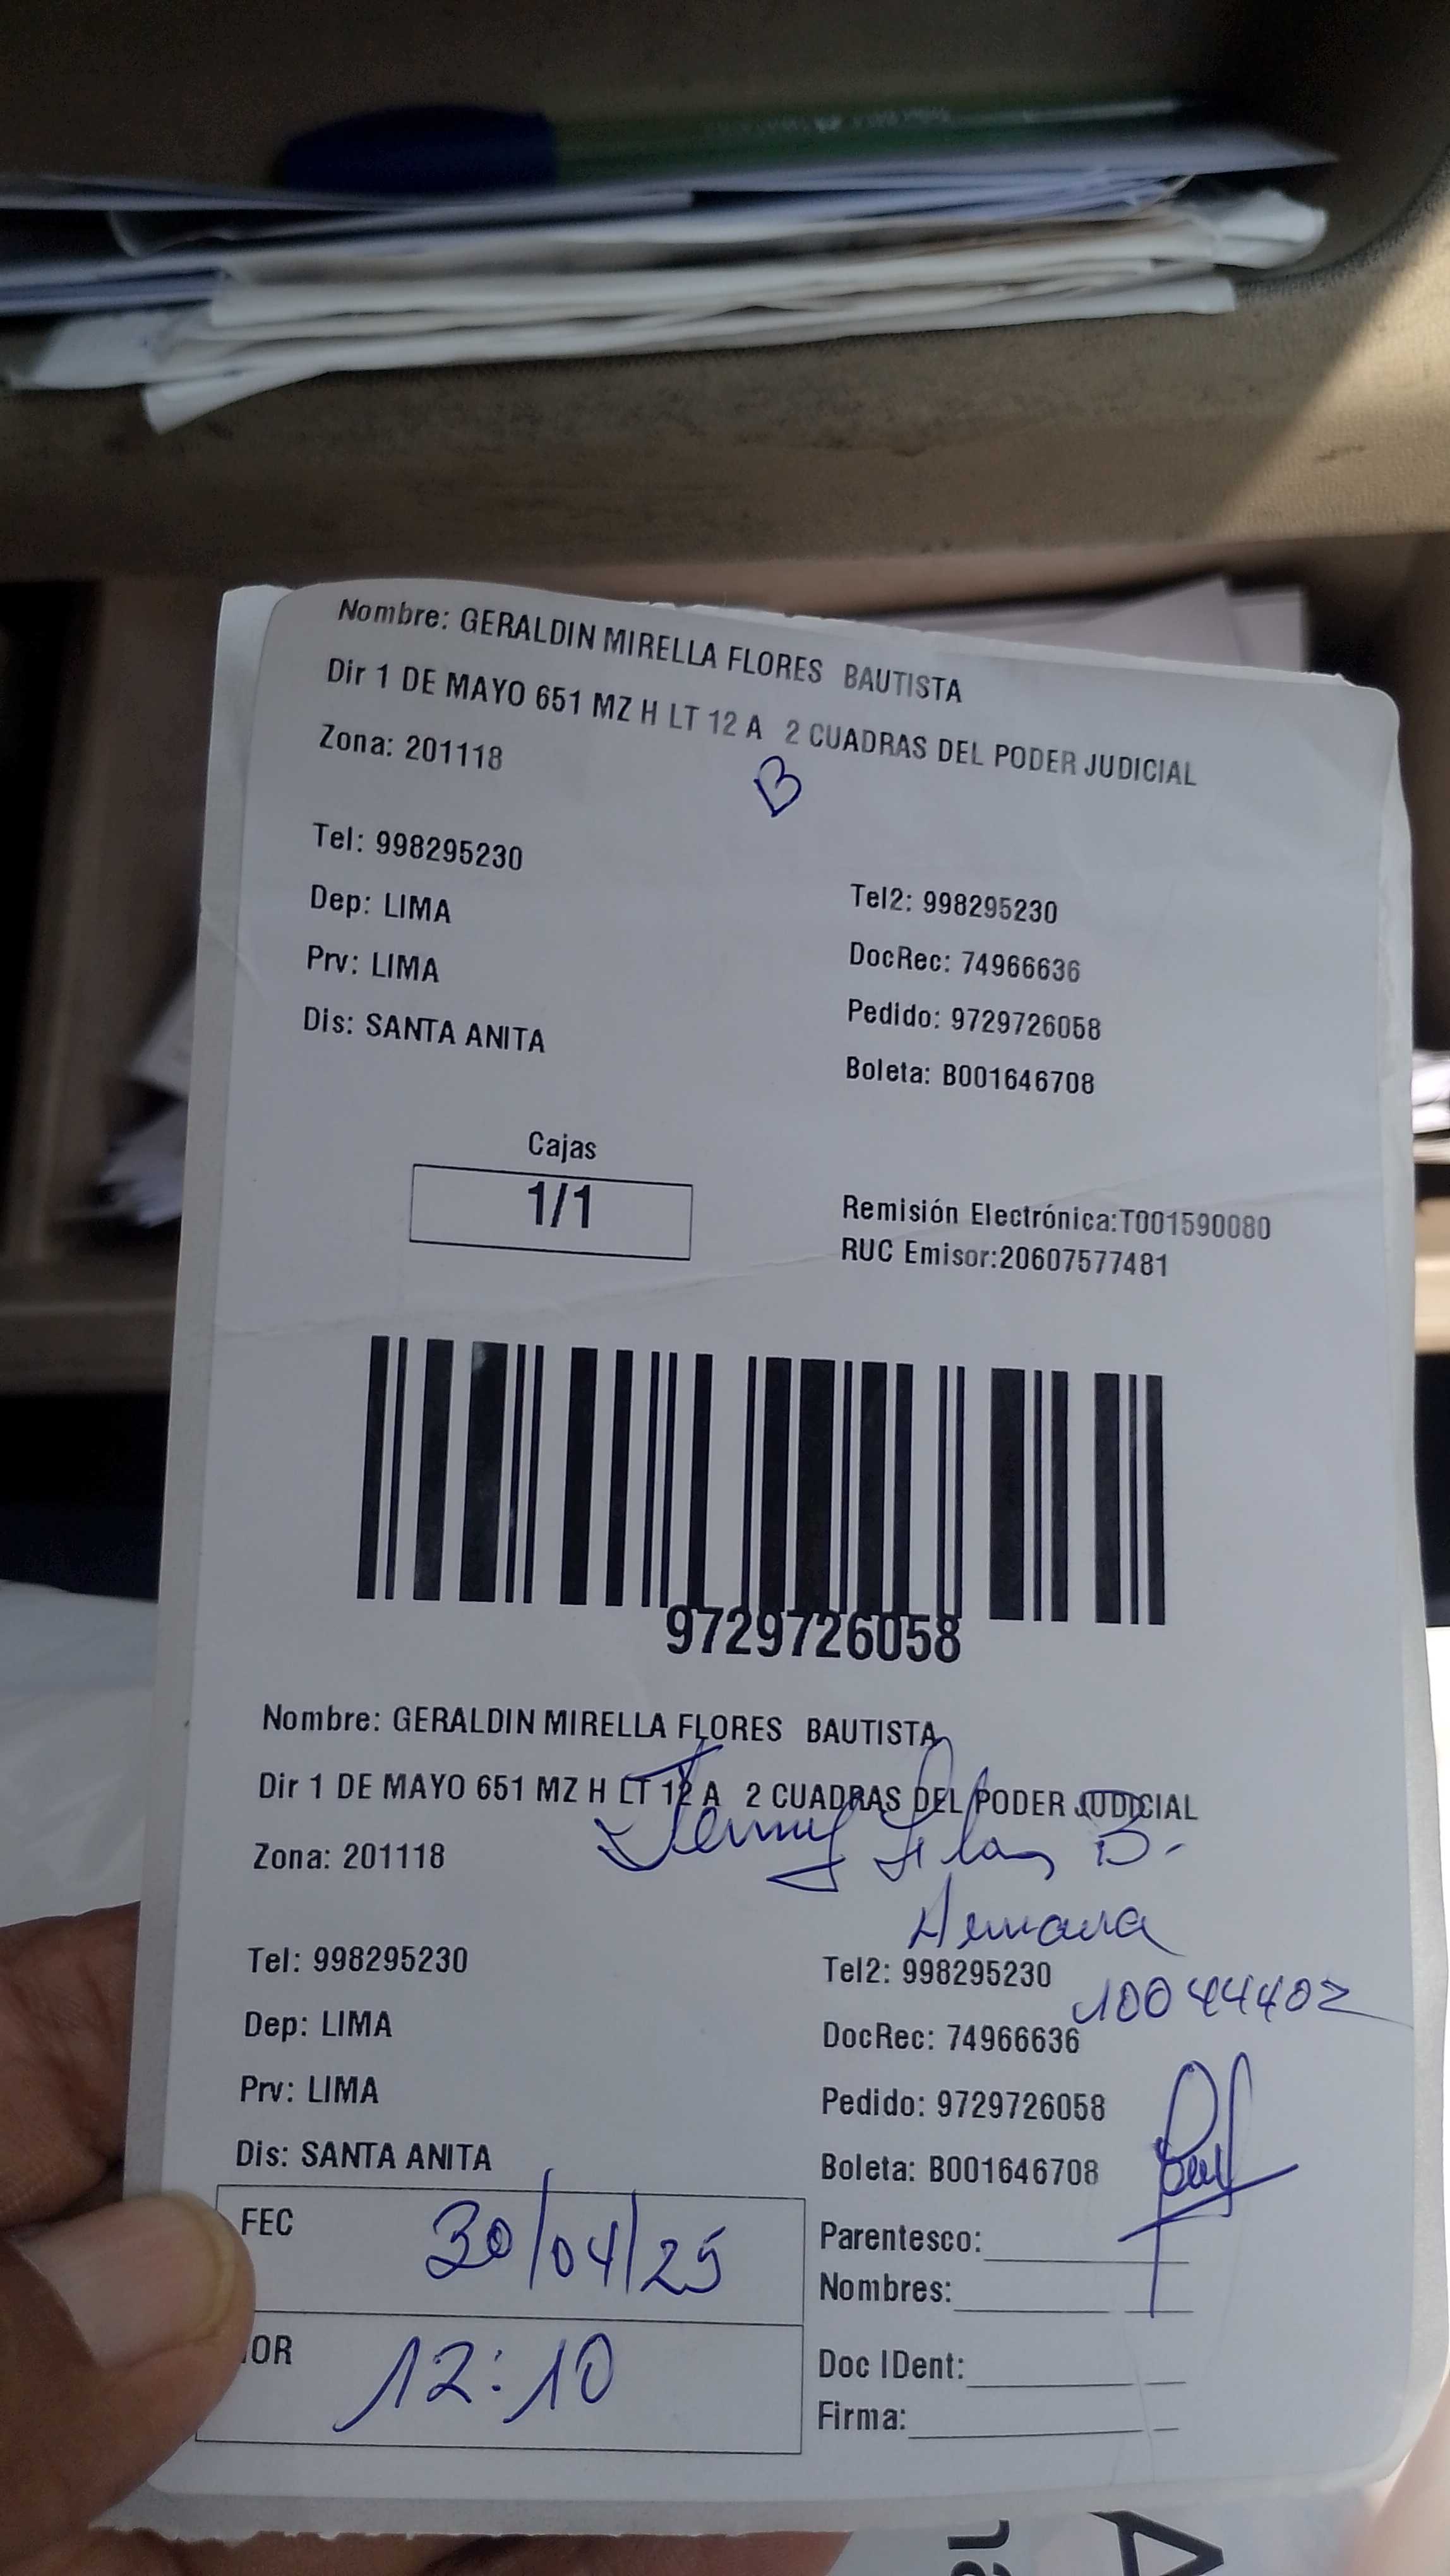 Nombre: GERALDIN MIRELLA FLORES BAUTISTA
Dir 1 DE MAYO 651 MZ H LT 12 A 2 CUADRAS DEL PODER JUDICIAL
Zona: 201118
B
Tel: 998295230
Tel2: 998295230
Dep: LIMA
DocRec: 74966636
Prv: LIMA
Pedido: 9729726058
Dis: SANTA ANITA
Boleta: B001646708
Cajas
1/1
Remisión Electrónica:T001590080
RUC Emisor:20607577481
9729726058
Nombre: GERALDIN MIRELLA FLORES BAUTISTA
Dir 1 DE MAYO 651 MZ H LT 12 A 2 CUADRAS DEL PODER JUDICIAL
Jenny B.
Zona: 201118
Hermana
Tel: 998295230
Tel2: 998295230
10044402
Dep: LIMA
DocRec: 74966636
Prv: LIMA
Pedido: 9729726058
Dis: SANTA ANITA
Boleta: B001646708
FEC 30/04/25
Parentesco:
Nombres:
OR 12:10
Doc IDent:
Firma: